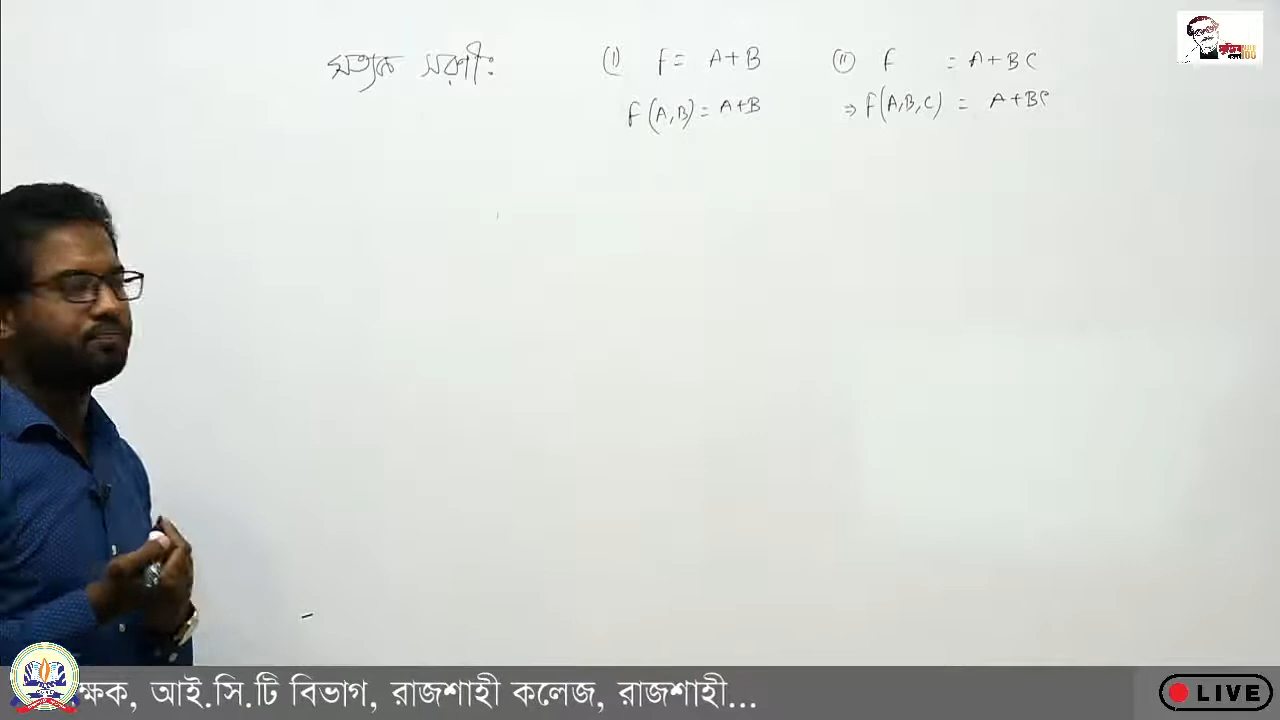 সত্যক সরণীঃ (i) F = A+B (ii) F = A+BC
F(A,B) = A+B ⇒ F(A,B,C) = A+BC
ক্ষক, আই.সি.টি বিভাগ, রাজশাহী কলেজ, রাজশাহী...
LIVE